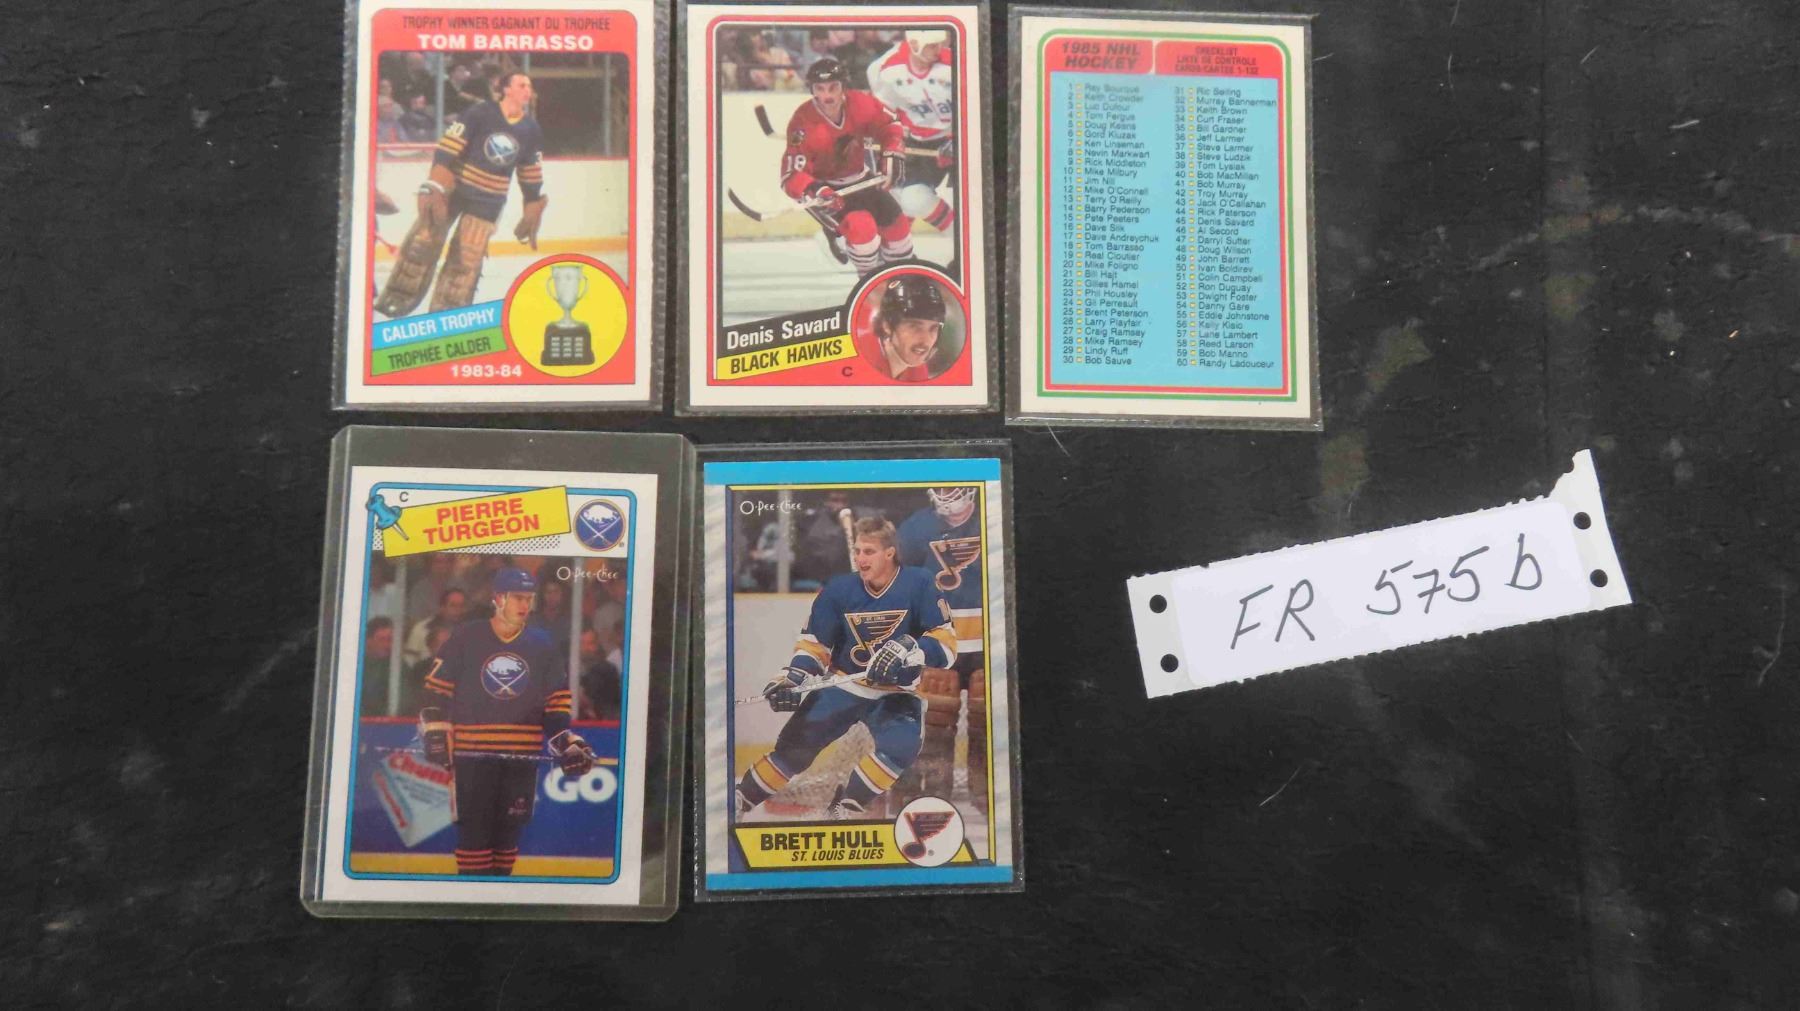 TROPHY WINNER GAGNANT DU TROPHÉE
TOM BARRASSO
30
CALDER TROPHY
TROPHÉE CALDER
1983-84
18
Denis Savard
BLACK HAWKS
C
1985 NHL
HOCKEY
CHECKLIST
LISTE DE CONTROLE
CARDS/CARTES 1-132
1 Ray Bourque
2 Keith Crowder
3 Luc Dufour
4 Tom Fergus
5 Doug Keans
6 Gord Kluzak
7 Ken Linseman
8 Nevin Markwart
9 Rick Middleton
10 Mike Milbury
11 Jim Nill
12 Mike O'Connell
13 Terry O'Reilly
14 Barry Pederson
15 Pete Peeters
16 Dave Silk
17 Dave Andreychuk
18 Tom Barrasso
19 Real Cloutier
20 Mike Foligno
21 Bill Hajt
22 Gilles Hamel
23 Phil Housley
24 Gil Perreault
25 Brent Peterson
26 Larry Playfair
27 Craig Ramsay
28 Mike Ramsey
29 Lindy Ruff
30 Bob Sauve
31 Ric Seiling
32 Murray Bannerman
33 Keith Brown
34 Curt Fraser
35 Bill Gardner
36 Jeff Larmer
37 Steve Larmer
38 Steve Ludzik
39 Tom Lysiak
40 Bob MacMillan
41 Bob Murray
42 Troy Murray
43 Jack O'Callahan
44 Rick Paterson
45 Denis Savard
46 Al Secord
47 Darryl Sutter
48 Doug Wilson
49 John Barrett
50 Ivan Boldirev
51 Colin Campbell
52 Ron Duguay
53 Dwight Foster
54 Danny Gare
55 Eddie Johnstone
56 Kelly Kisio
57 Lane Lambert
58 Reed Larson
59 Bob Manno
60 Randy Ladouceur
C
PIERRE
TURGEON
O-Pee-Chee
7
GO
O-Pee-Chee
ST. LOUIS
BRETT HULL
ST. LOUIS BLUES
FR 575b